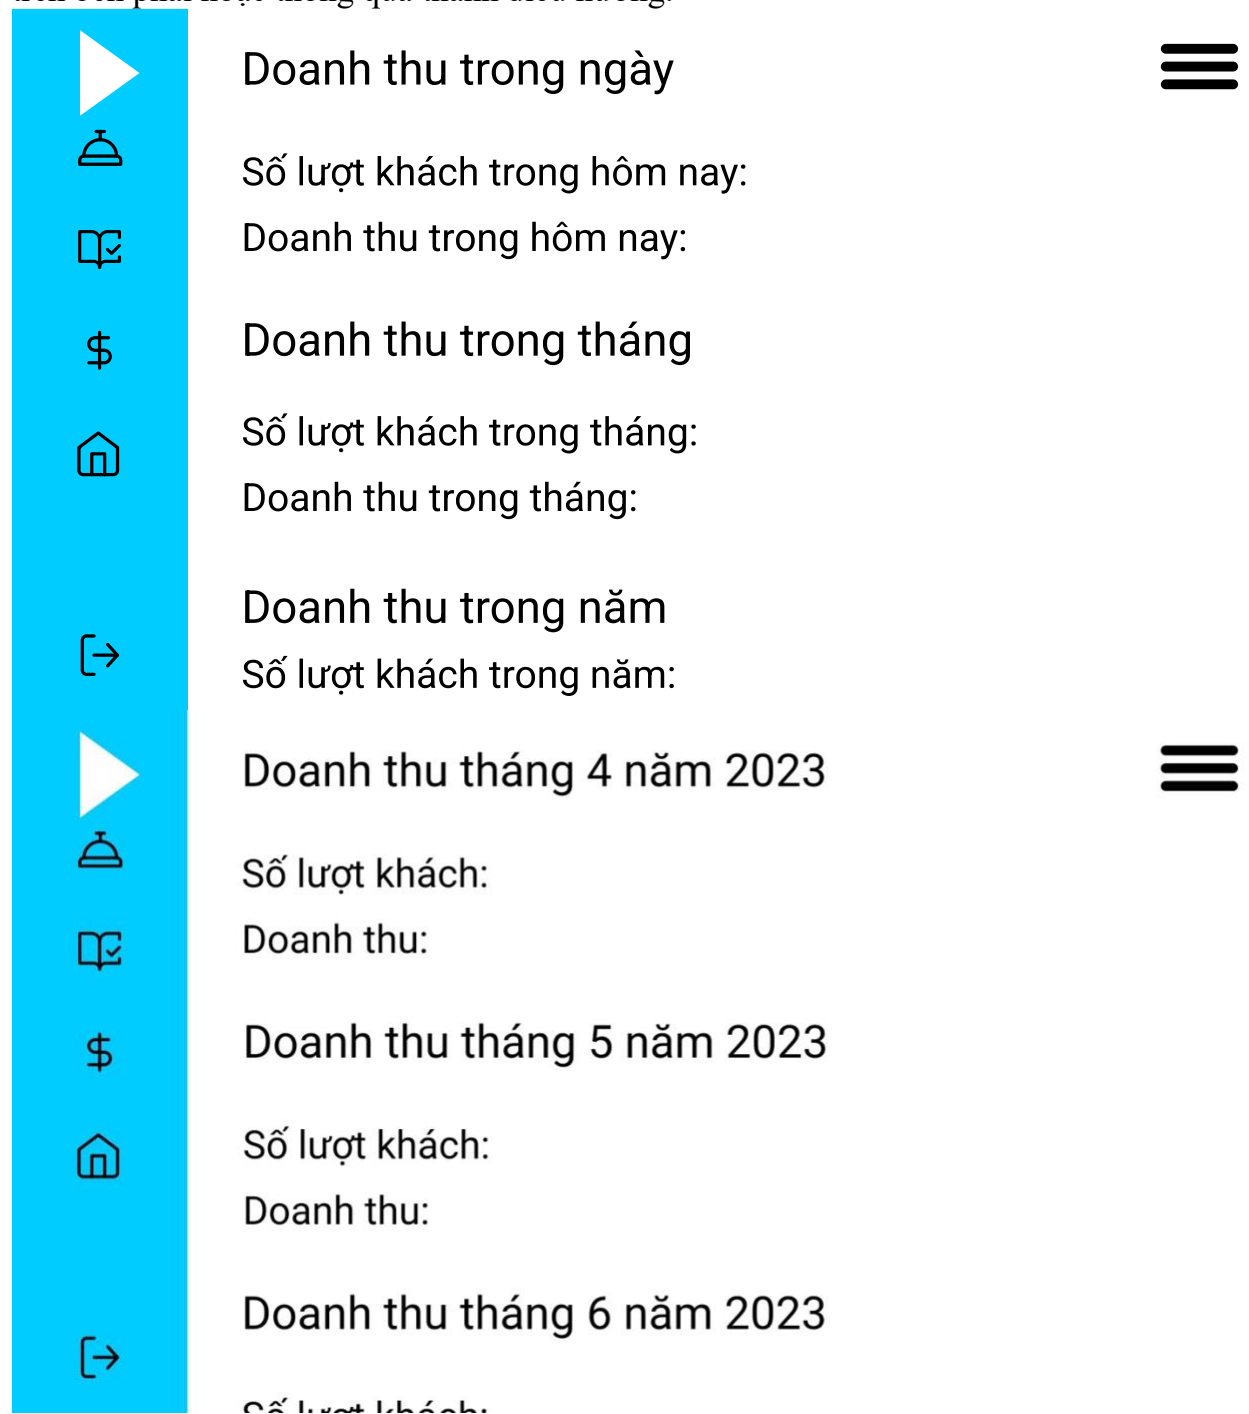 Doanh thu trong ngày
Số lượt khách trong hôm nay:
Doanh thu trong hôm nay:
Doanh thu trong tháng
Số lượt khách trong tháng:
Doanh thu trong tháng:
Doanh thu trong năm
Số lượt khách trong năm:
Doanh thu tháng 4 năm 2023
Số lượt khách:
Doanh thu:
Doanh thu tháng 5 năm 2023
Số lượt khách:
Doanh thu:
Doanh thu tháng 6 năm 2023
Số lượt khách: